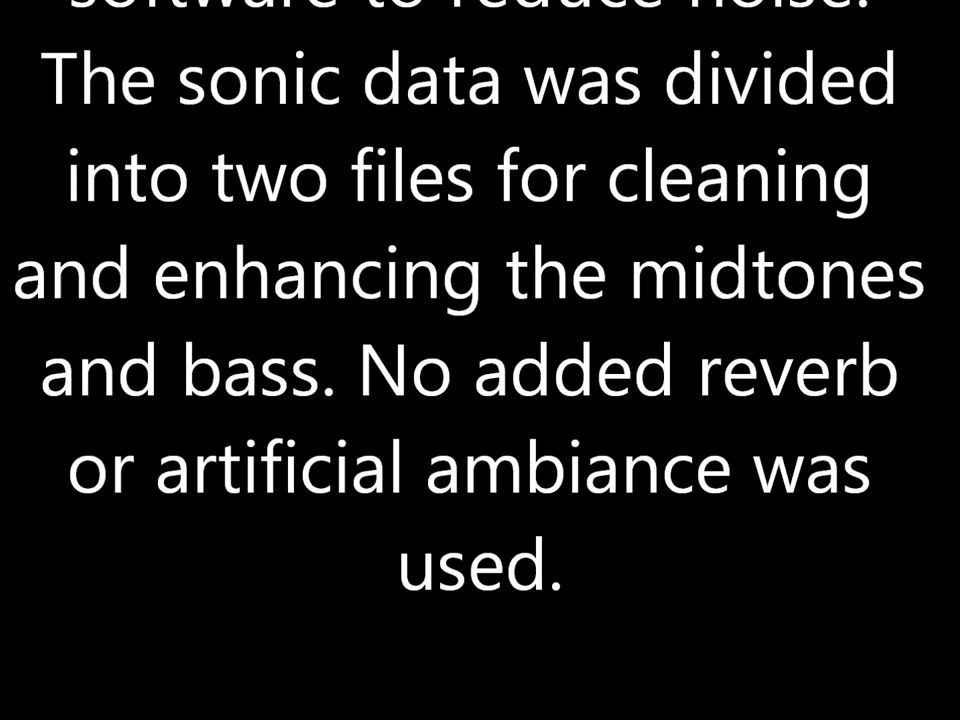 software to reduce noise.
The sonic data was divided
into two files for cleaning
and enhancing the midtones
and bass. No added reverb
or artificial ambiance was
used.